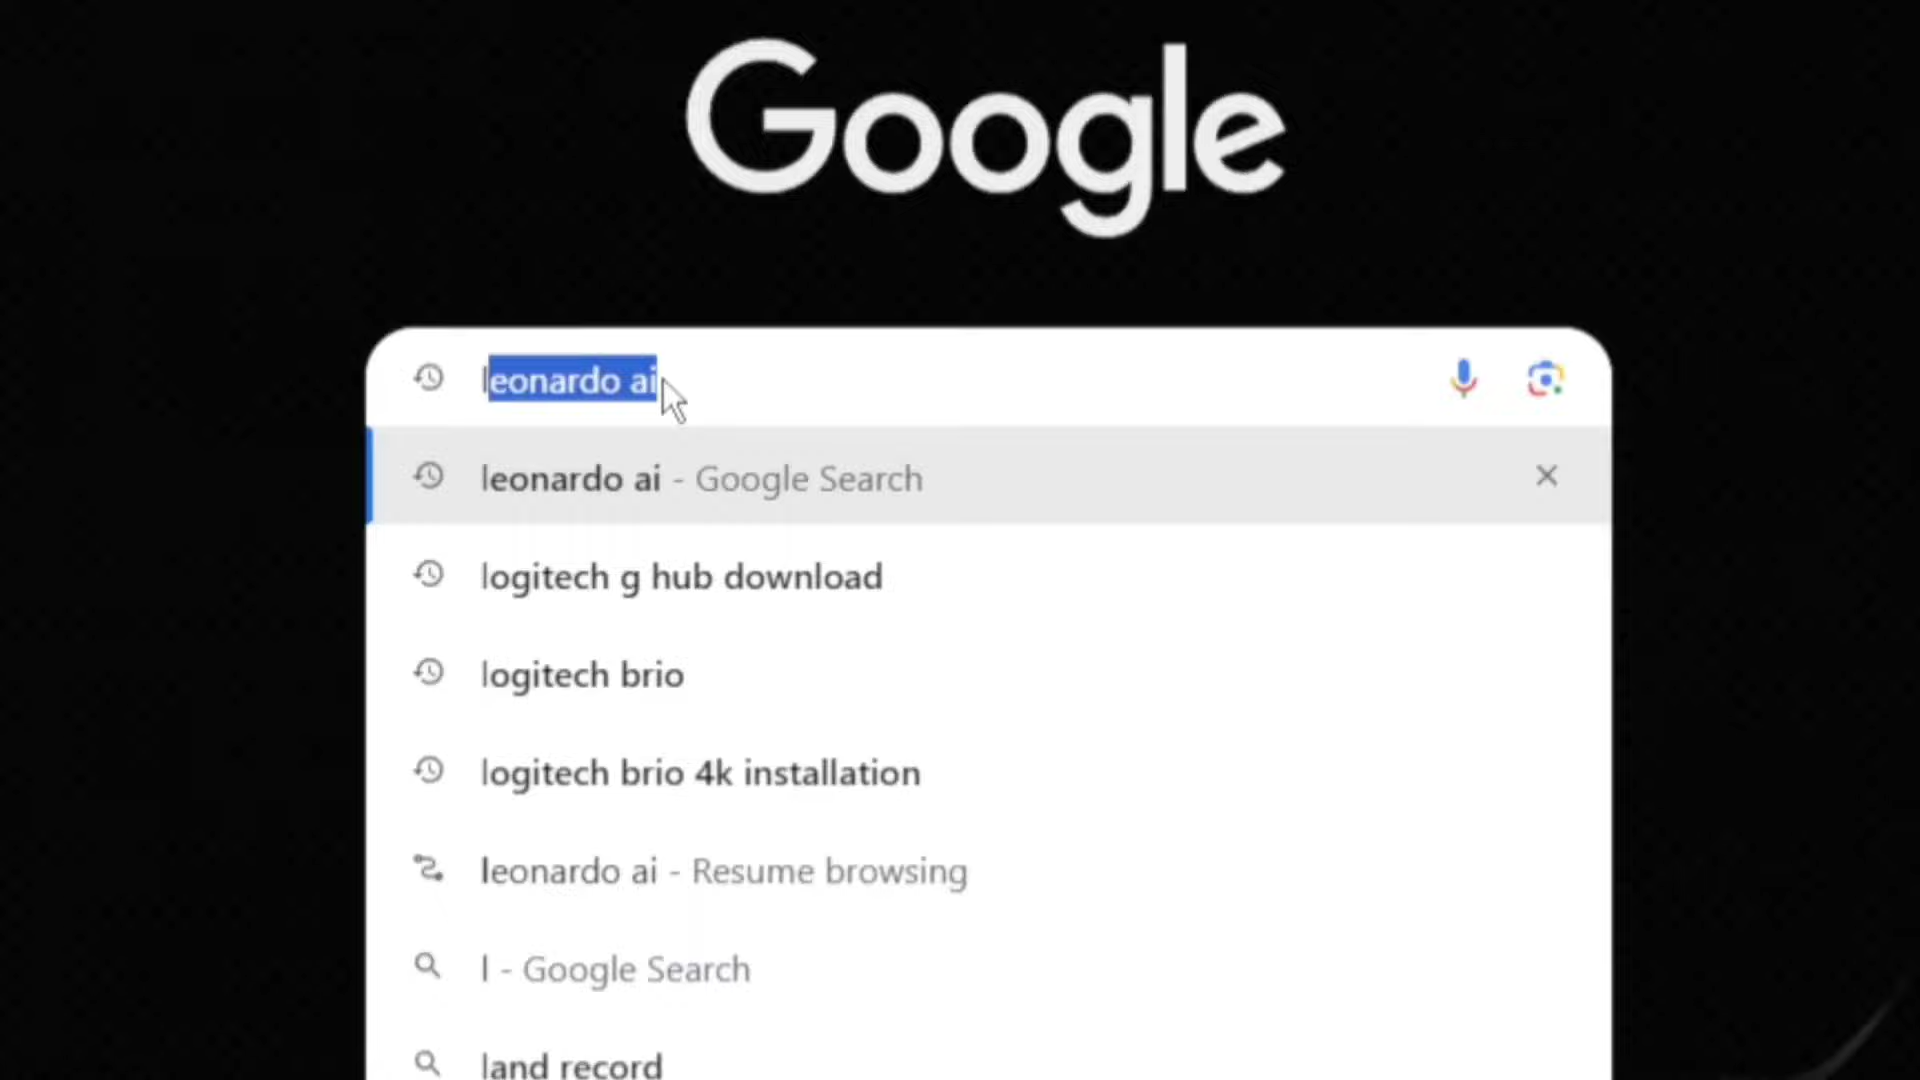 Google
leonardo ai
leonardo ai - Google Search
logitech g hub download
logitech brio
logitech brio 4k installation
leonardo ai - Resume browsing
l - Google Search
land record